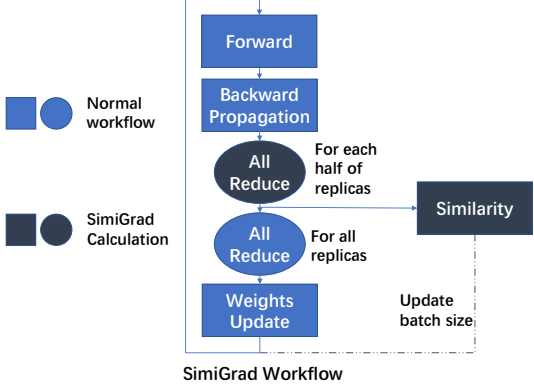 Forward
Backward
Propagation
All
Reduce
For each
half of
replicas
Similarity
All
Reduce
For all
replicas
Weights
Update
Update
batch size
Normal
workflow
SimiGrad
Calculation
SimiGrad Workflow